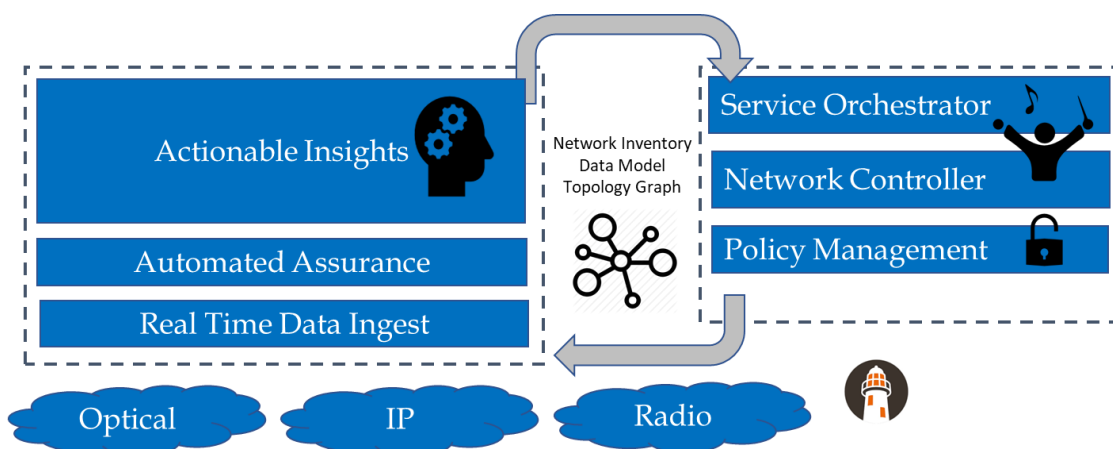 Actionable Insights
Automated Assurance
Real Time Data Ingest
Network Inventory
Data Model
Topology Graph
Service Orchestrator
Network Controller
Policy Management
Optical
IP
Radio